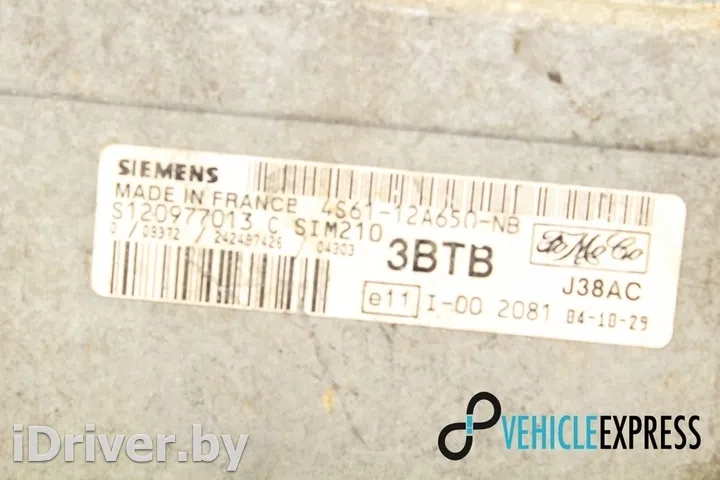 SIEMENS
MADE IN FRANCE 4S61-12A650-NB
S120977013 C SIM210
0 / 09372 / 242487426 / 04303
3BTB
FoMoCo
J38AC
e11 I-00 2081 04-10-29
iDriver.by
VEHICLEEXPRESS